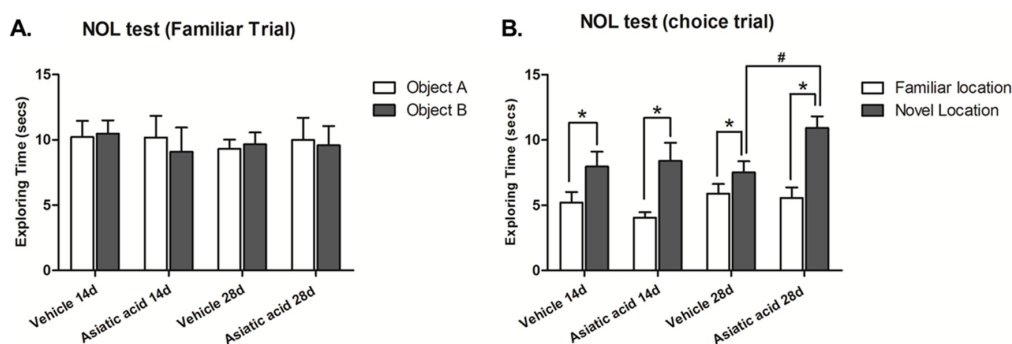 A.
NOL test (Familiar Trial)
Exploring Time (secs)
15
10
5
0
Object A
Object B
Vehicle 14d
Asiatic acid 14d
Vehicle 28d
Asiatic acid 28d
B.
NOL test (choice trial)
Exploring Time (secs)
15
10
5
0
*
*
*
*
#
Familiar location
Novel Location
Vehicle 14d
Asiatic acid 14d
Vehicle 28d
Asiatic acid 28d